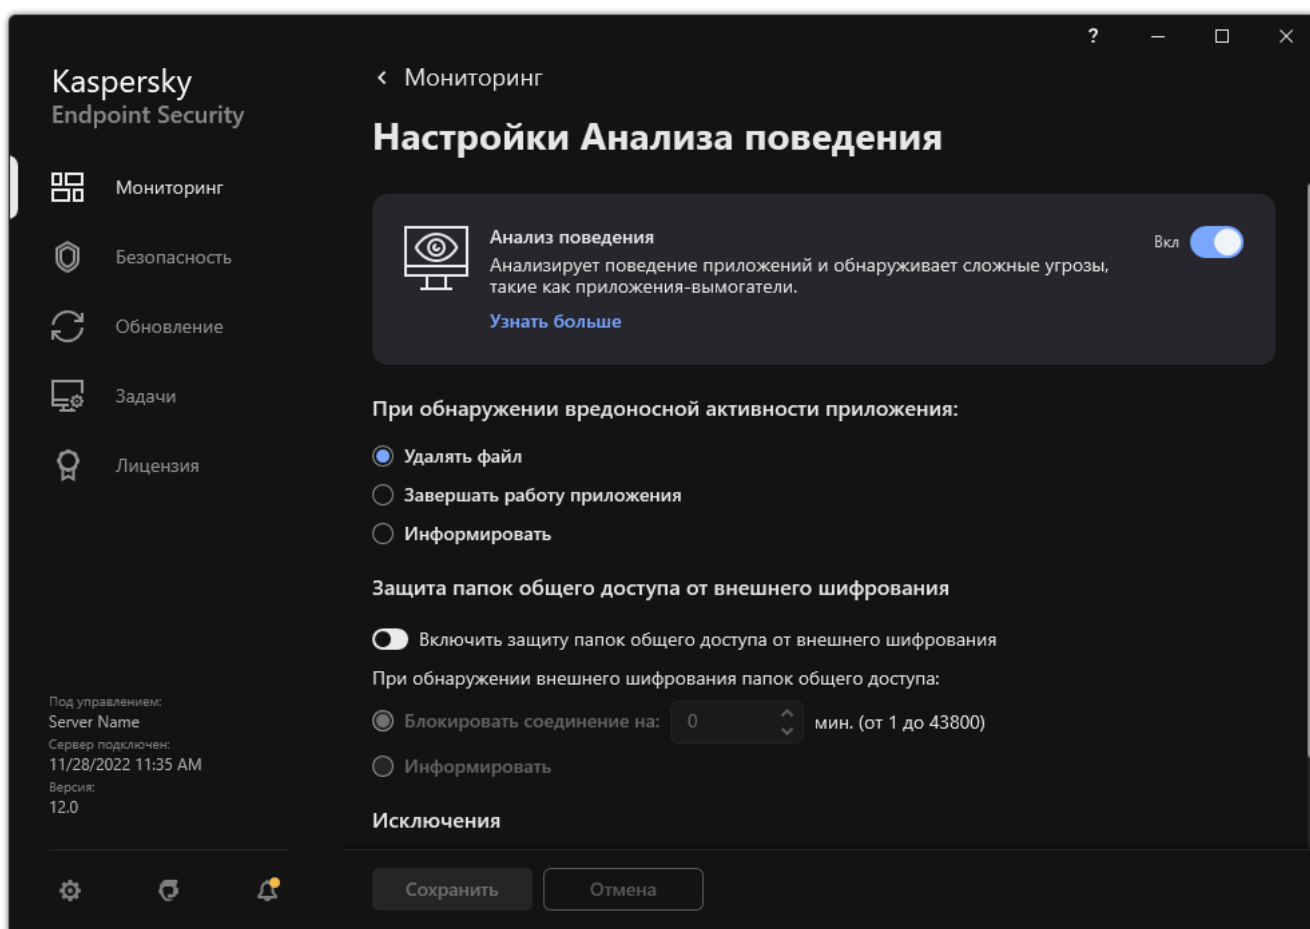 ?
Kaspersky
Endpoint Security
Мониторинг
Безопасность
Обновление
Задачи
Лицензия
Под управлением:
Server Name
Сервер подключен:
11/28/2022 11:35 AM
Версия:
12.0
Мониторинг
Настройки Анализа поведения
Анализ поведения
Вкл
Анализирует поведение приложений и обнаруживает сложные угрозы,
такие как приложения-вымогатели.
Узнать больше
При обнаружении вредоносной активности приложения:
Удалять файл
Завершать работу приложения
Информировать
Защита папок общего доступа от внешнего шифрования
Включить защиту папок общего доступа от внешнего шифрования
При обнаружении внешнего шифрования папок общего доступа:
Блокировать соединение на: 0 мин. (от 1 до 43800)
Информировать
Исключения
Сохранить
Отмена